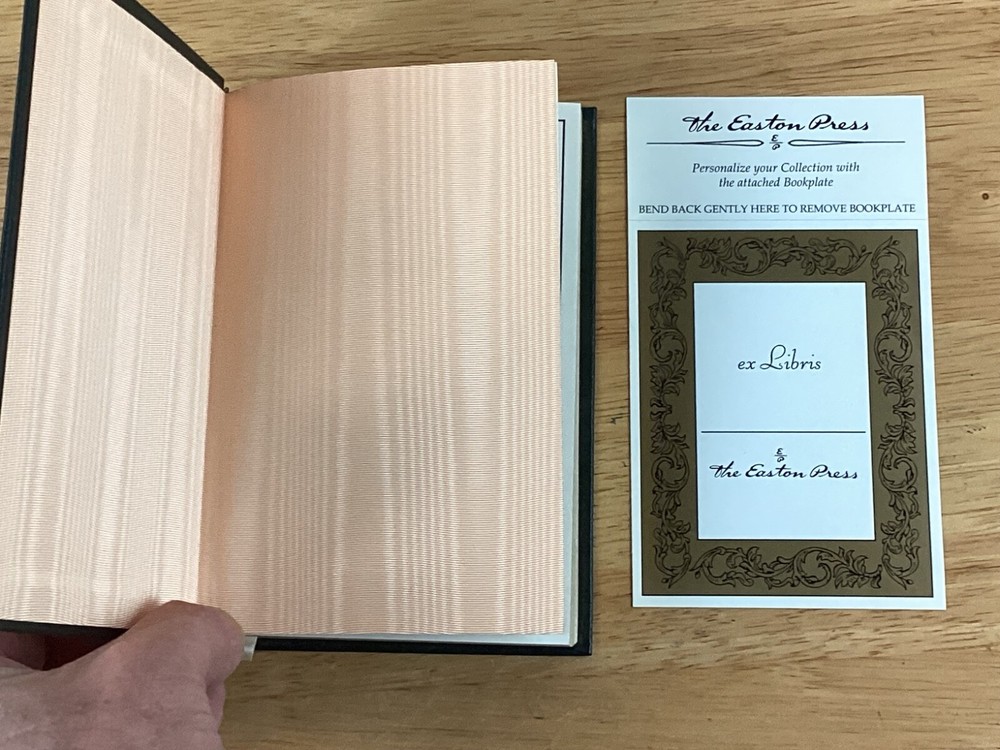 the Easton Press
E
P
Personalize your Collection with
the attached Bookplate
BEND BACK GENTLY HERE TO REMOVE BOOKPLATE
ex Libris
E
P
the Easton Press